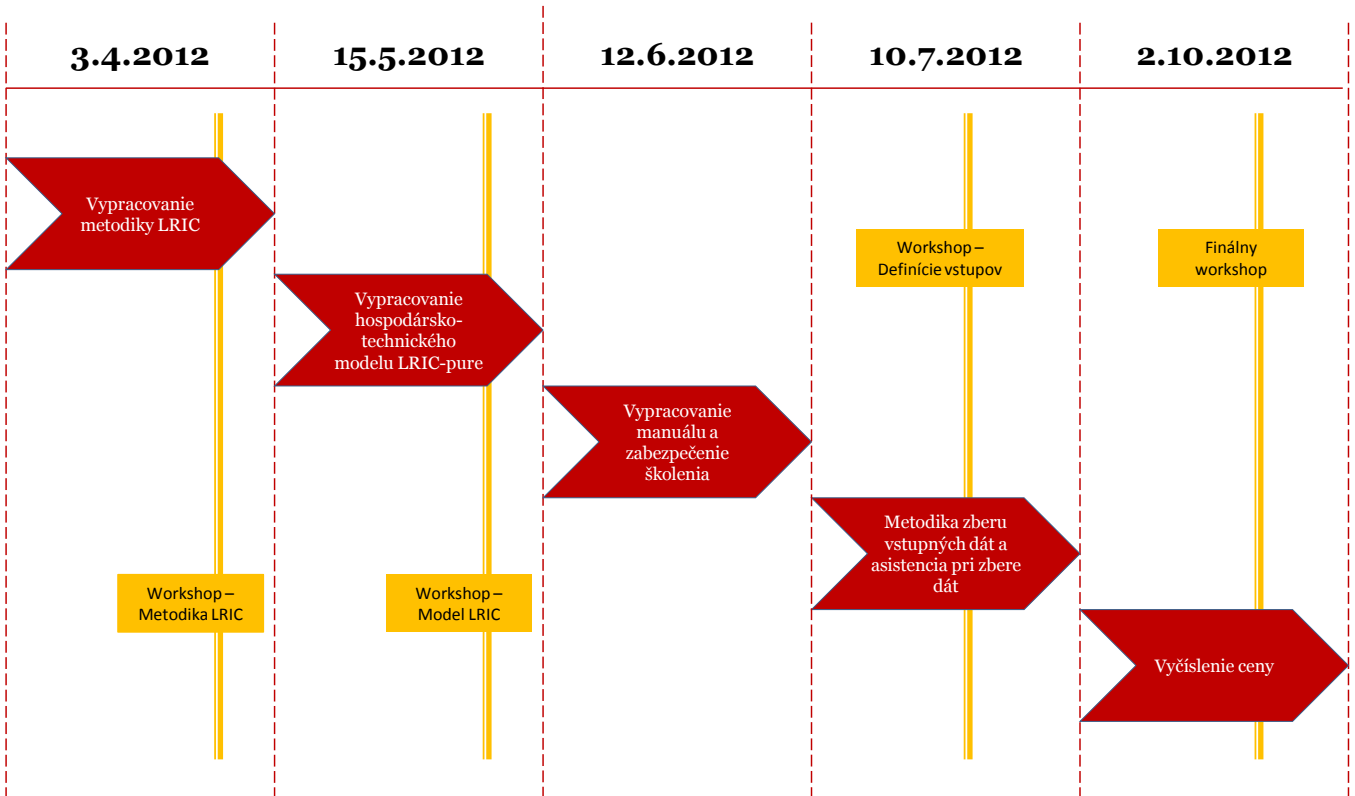 3.4.2012
15.5.2012
12.6.2012
10.7.2012
2.10.2012
Vypracovanie
metodiky LRIC
Workshop –
Definície vstupov
Finálny
workshop
Vypracovanie
hospodársko-
technického
modelu LRIC-pure
Vypracovanie
manuálu a
zabezpečenie
školenia
Metodika zberu
vstupných dát a
asistencia pri zbere
dát
Workshop –
Metodika LRIC
Workshop –
Model LRIC
Vyčíslenie ceny